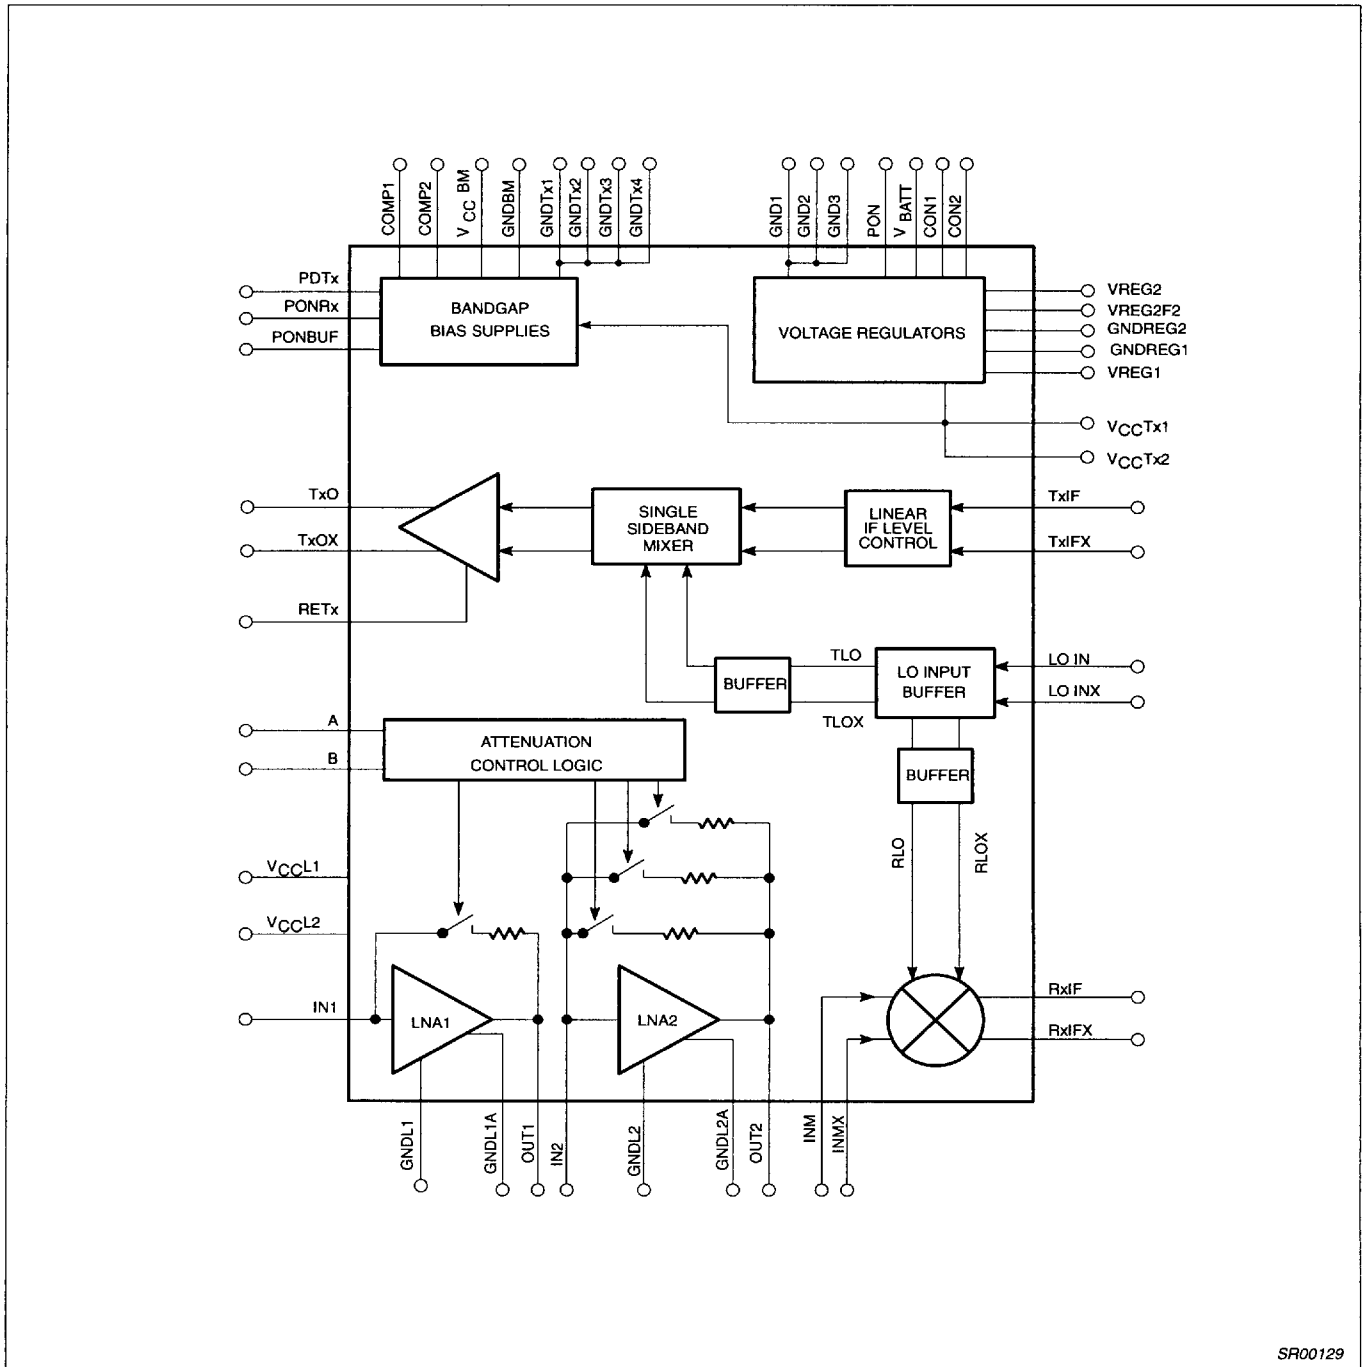 COMP1
COMP2
VCC BM
GNDBM
GNDTx1
GNDTx2
GNDTx3
GNDTx4
GND1
GND2
GND3
PON
VBATT
CON1
CON2
PDTx
PONRx
PONBUF
BANDGAP
BIAS SUPPLIES
VOLTAGE REGULATORS
VREG2
VREG2F2
GNDREG2
GNDREG1
VREG1
VCCTx1
VCCTx2
TxO
TxOX
RETx
SINGLE
SIDEBAND
MIXER
LINEAR
IF LEVEL
CONTROL
TxIF
TxIFX
BUFFER
TLO
TLOX
LO INPUT
BUFFER
LO IN
LO INX
A
B
ATTENUATION
CONTROL LOGIC
BUFFER
RLO
RLOX
VCCL1
VCCL2
IN1
LNA1
LNA2
RxIF
RxIFX
GNDL1
GNDL1A
OUT1
IN2
GNDL2
GNDL2A
OUT2
INM
INMX
SR00129